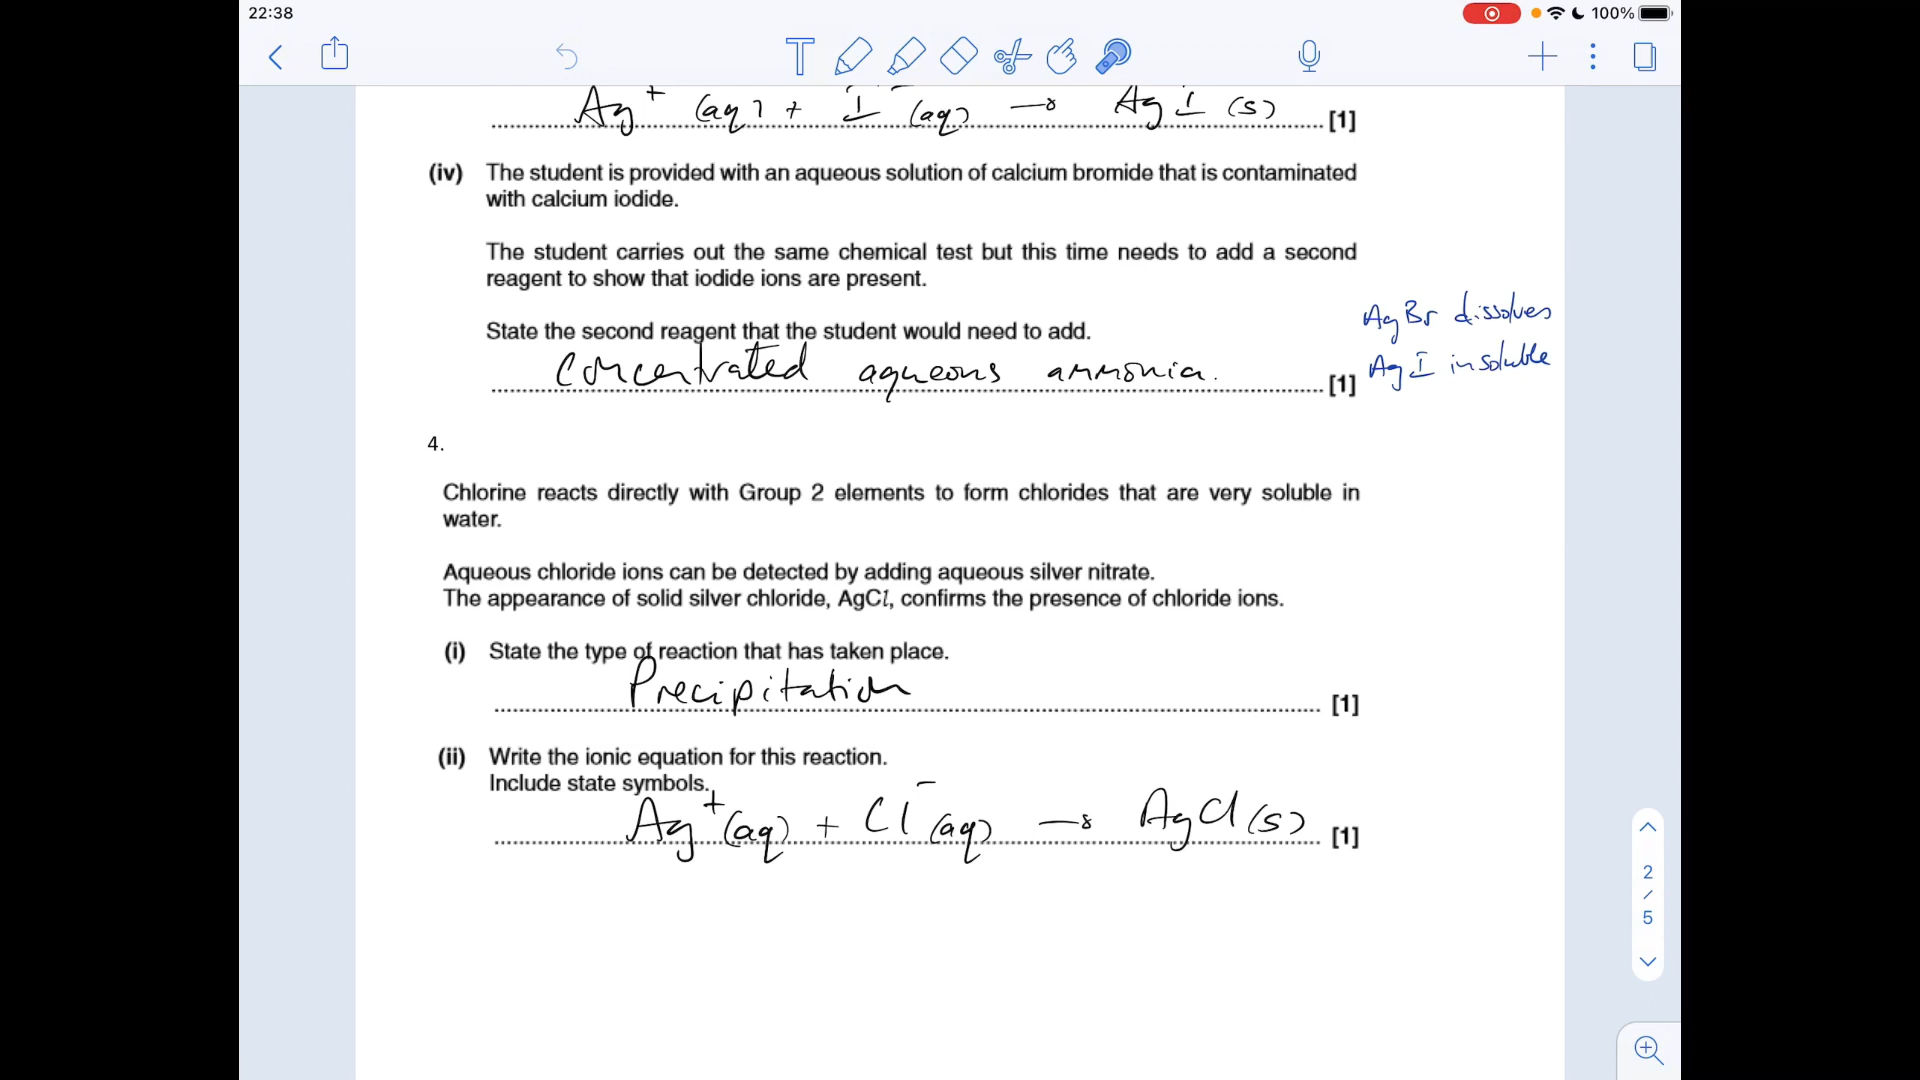 22:38
100%
T
Ag⁺ (aq) + I⁻ (aq) → AgI (s)
[1]
(iv) The student is provided with an aqueous solution of calcium bromide that is contaminated
with calcium iodide.
The student carries out the same chemical test but this time needs to add a second
reagent to show that iodide ions are present.
AgBr dissolves
State the second reagent that the student would need to add.
AgI insoluble
Concentrated aqueous ammonia.
[1]
4.
Chlorine reacts directly with Group 2 elements to form chlorides that are very soluble in
water.
Aqueous chloride ions can be detected by adding aqueous silver nitrate.
The appearance of solid silver chloride, AgCl, confirms the presence of chloride ions.
(i) State the type of reaction that has taken place.
Precipitation
[1]
(ii) Write the ionic equation for this reaction.
Include state symbols.
Ag⁺(aq) + Cl⁻(aq) → AgCl(s)
[1]
2
/
5